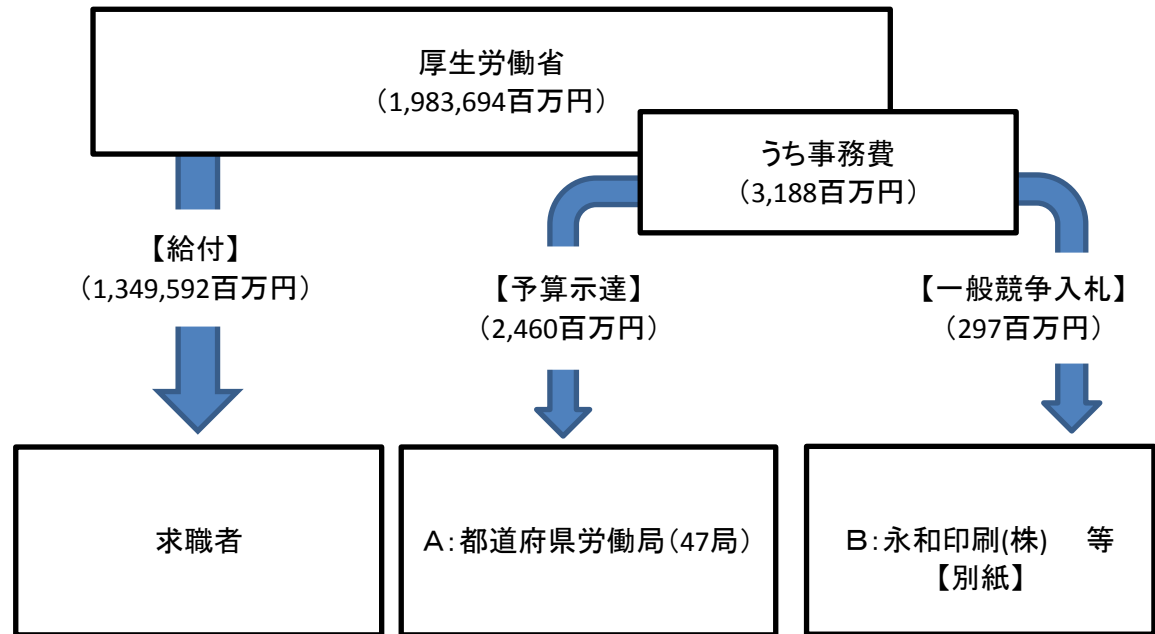 厚生労働省
（1,983,694百万円）
うち事務費
（3,188百万円）
【給付】
（1,349,592百万円）
【予算示達】
（2,460百万円）
【一般競争入札】
（297百万円）
求職者
A：都道府県労働局（47局）
B：永和印刷(株)　等
【別紙】